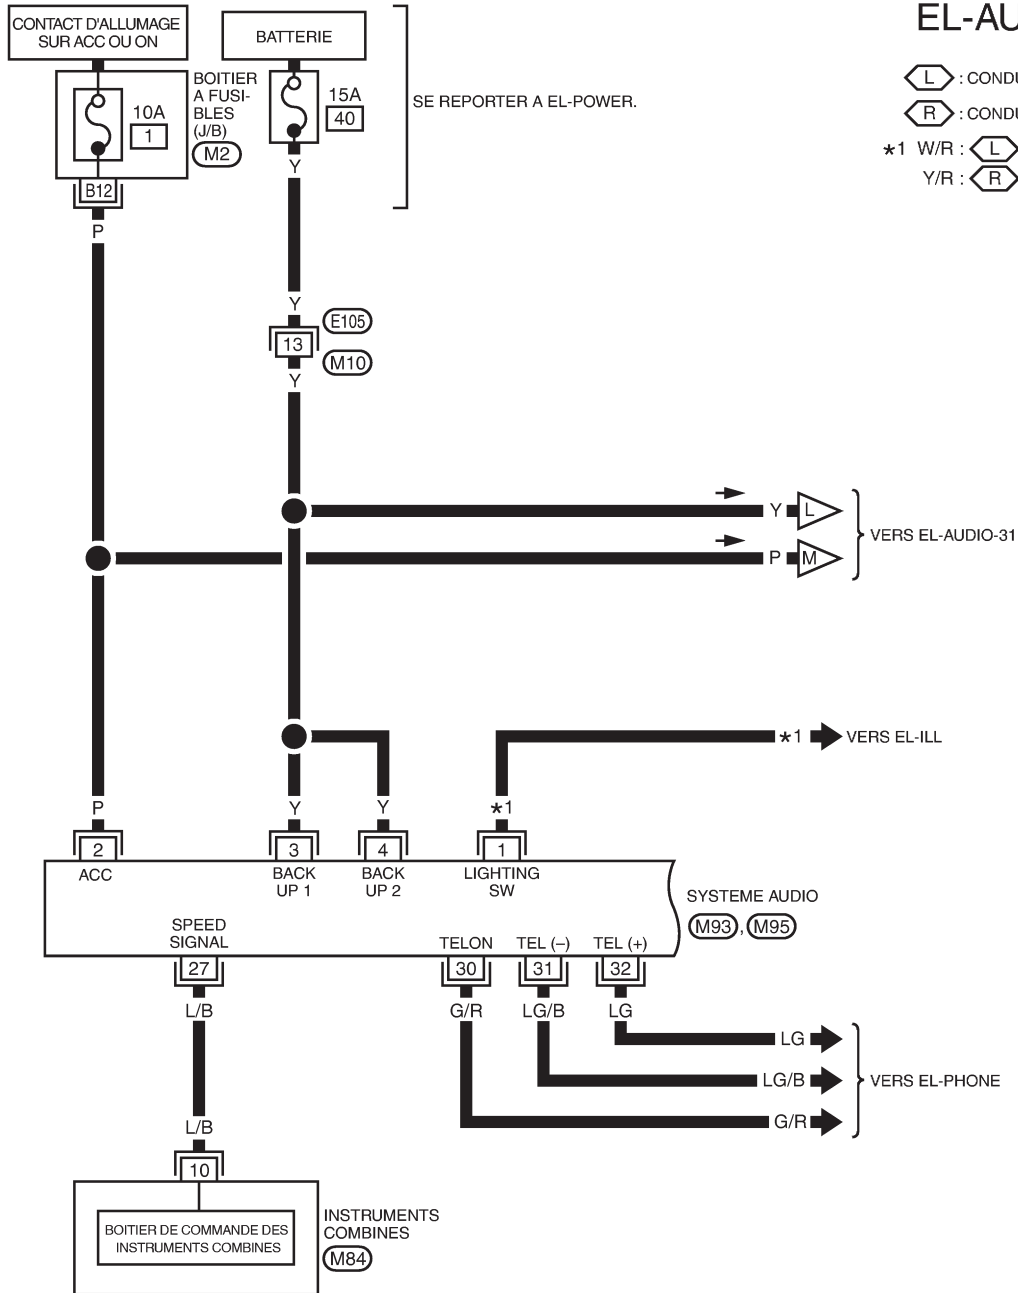 EL-AU
CONTACT D'ALLUMAGE
SUR ACC OU ON
BATTERIE
L : CONDU
R : CONDU
*1 W/R : L
Y/R : R
BOITIER
A FUSI-
BLES
(J/B)
M2
10A
1
15A
40
SE REPORTER A EL-POWER.
B12
P
Y
Y
E105
13
M10
Y
Y
L
P
M
VERS EL-AUDIO-31
*1
VERS EL-ILL
P
Y
Y
*1
2
3
4
1
ACC
BACK
UP 1
BACK
UP 2
LIGHTING
SW
SYSTEME AUDIO
M93 , M95
SPEED
SIGNAL
TELON
TEL (–)
TEL (+)
27
30
31
32
L/B
G/R
LG/B
LG
LG
LG/B
G/R
VERS EL-PHONE
L/B
10
BOITIER DE COMMANDE DES
INSTRUMENTS COMBINES
INSTRUMENTS
COMBINES
M84